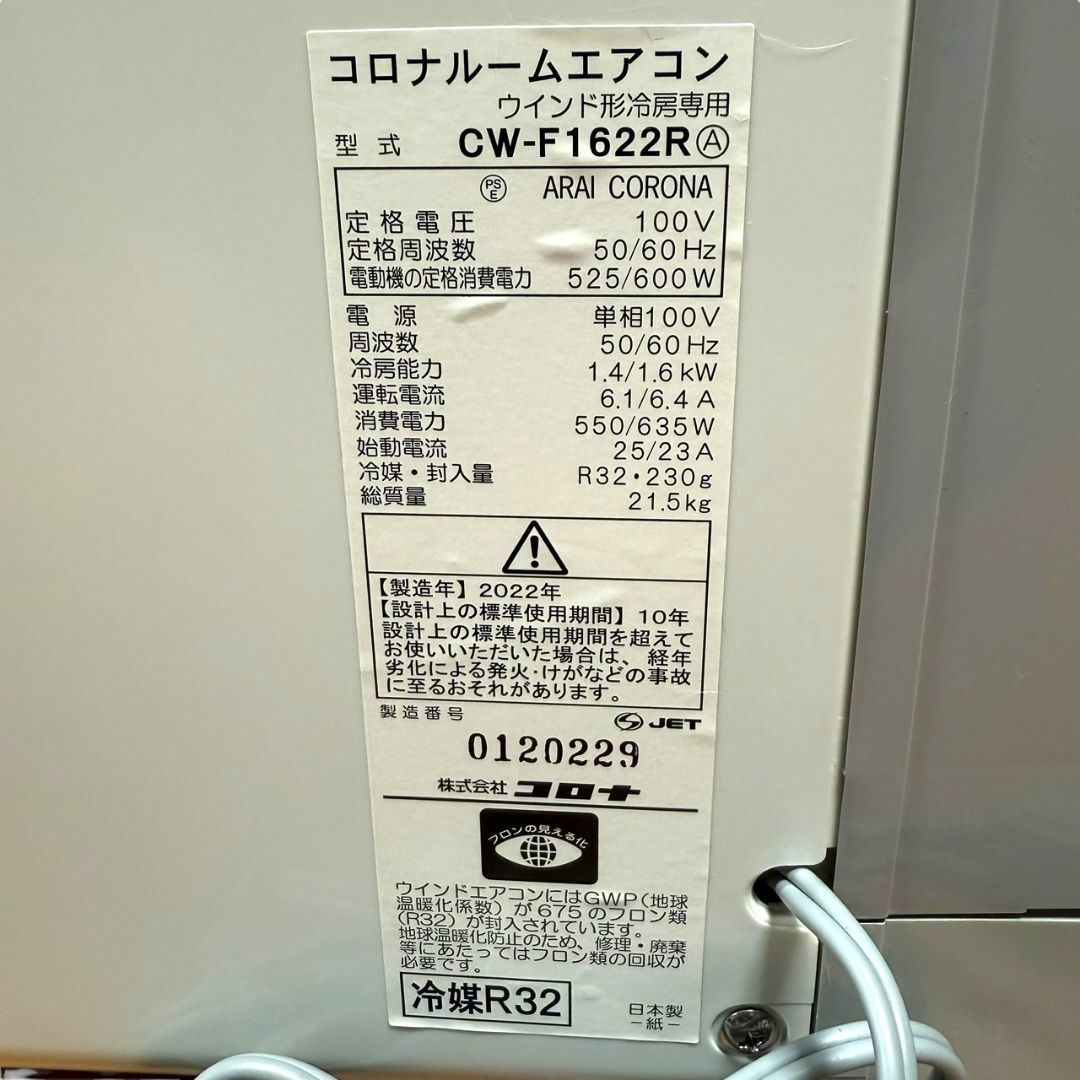 コロナルームエアコン
ウインド形冷房専用
型式 CW-F1622RⒶ
PSE ARAI CORONA
定格電圧 100V
定格周波数 50/60Hz
電動機の定格消費電力 525/600W
電源 単相100V
周波数 50/60Hz
冷房能力 1.4/1.6kW
運転電流 6.1/6.4A
消費電力 550/635W
始動電流 25/23A
冷媒・封入量 R32・230g
総質量 21.5kg
【製造年】2022年
【設計上の標準使用期間】10年
設計上の標準使用期間を超えて
お使いいただいた場合は、経年
劣化による発火・けがなどの事故
に至るおそれがあります。
製造番号 JET
0120229
株式会社 コロナ
フロンの見える化
ウインドエアコンにはGWP(地球
温暖化係数)が675のフロン類
(R32)が封入されています。
地球温暖化防止のため、修理・廃棄
等にあたってはフロン類の回収が
必要です。
冷媒R32
日本製
-紙-